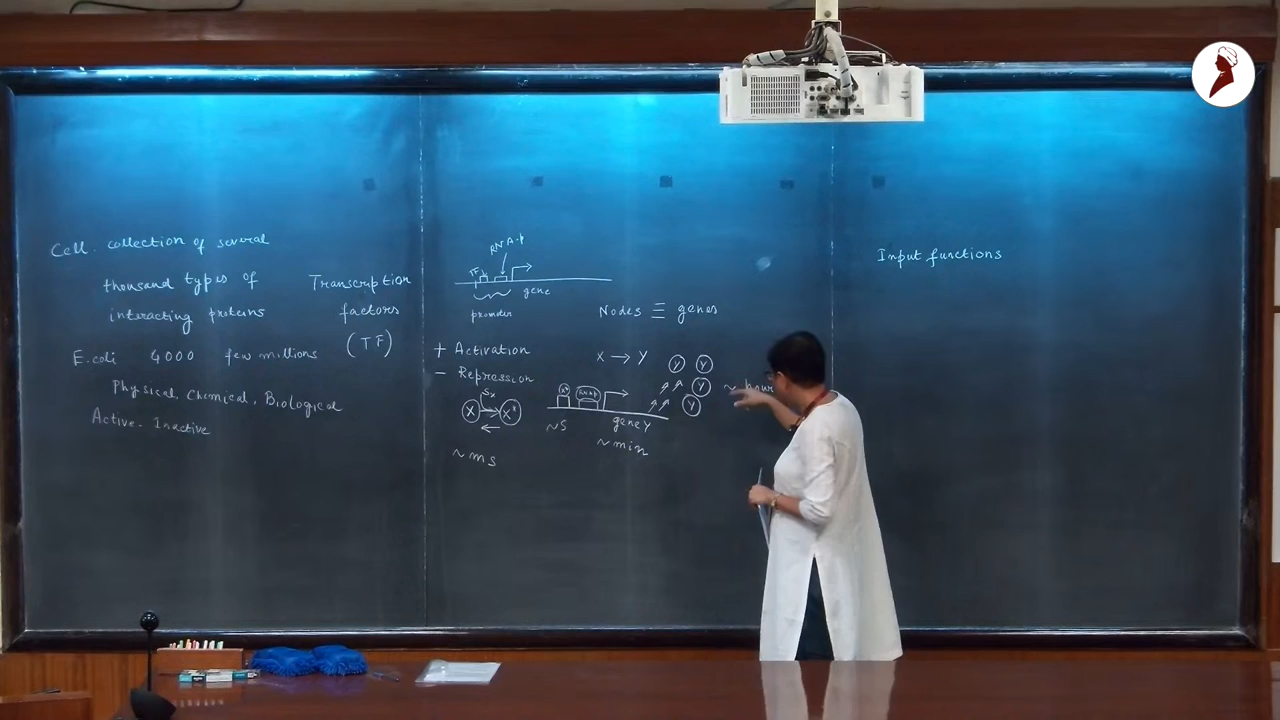 Cell. collection of several
thousand types of
interacting proteins
E.coli 4000 few millions
Physical, Chemical, Biological
Active - Inactive
Transcription
factors
(TF)
RNA-p
TF
gene
promoter
Nodes ≡ genes
+ Activation
- Repression
X → Y
Sx
X X*
~ms
X* RNAp
gene Y
~s
~min
Y Y
Y
Y
~ hour
Input functions